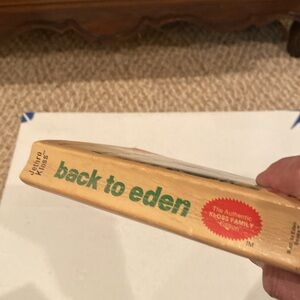 Jethro
Kloss
back to eden
The Authentic
KLOSS FAMILY
Edition